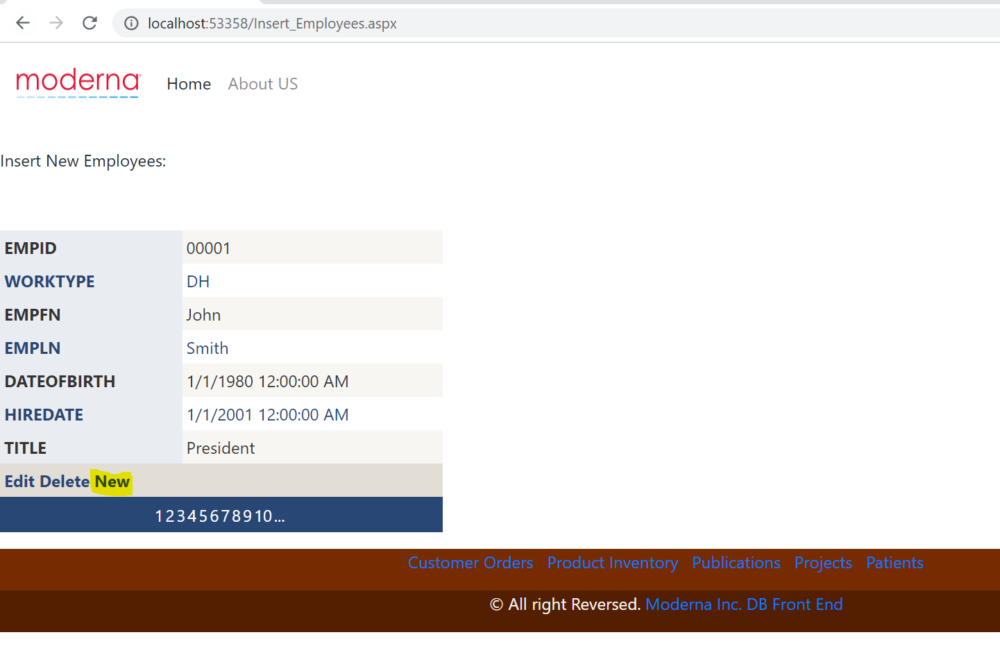 localhost:53358/Insert_Employees.aspx
moderna
Home About US
Insert New Employees:
EMPID 00001
WORKTYPE DH
EMPFN John
EMPLN Smith
DATEOFBIRTH 1/1/1980 12:00:00 AM
HIREDATE 1/1/2001 12:00:00 AM
TITLE President
Edit Delete New
1 2 3 4 5 6 7 8 9 10 ...
Customer Orders Product Inventory Publications Projects Patients
© All right Reversed. Moderna Inc. DB Front End